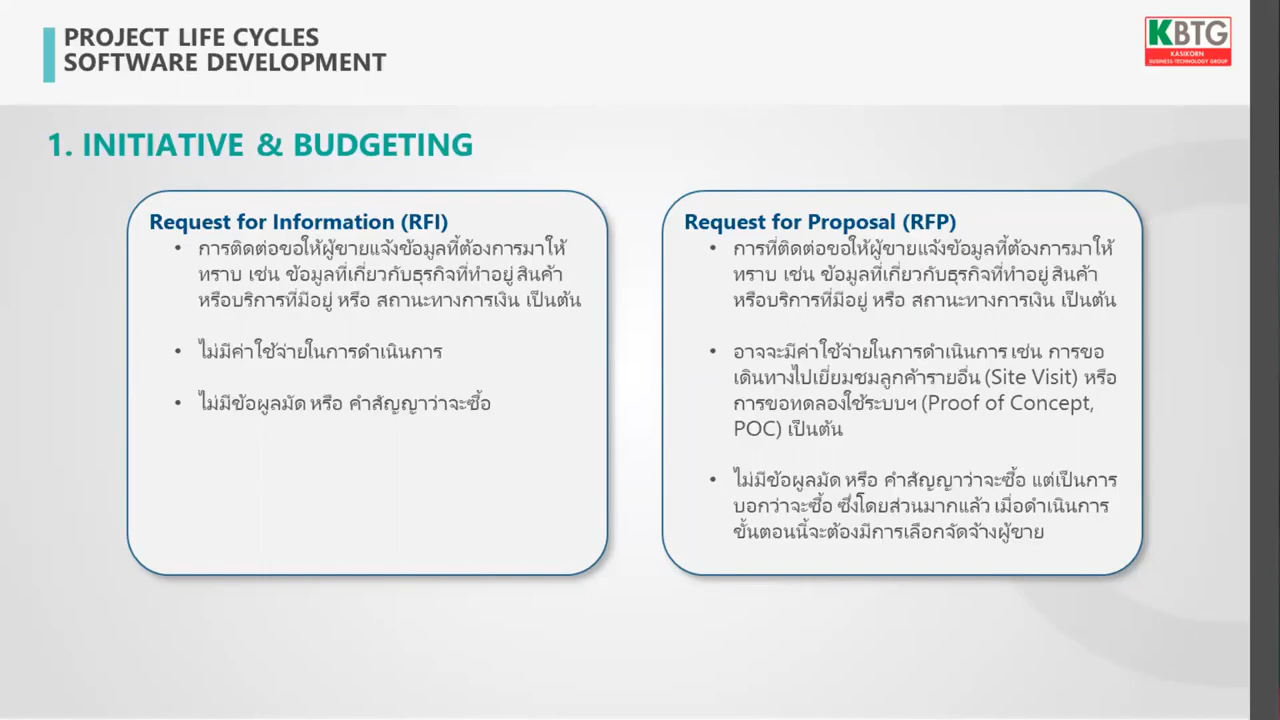 PROJECT LIFE CYCLES
SOFTWARE DEVELOPMENT
KBTG
KASIKORN
BUSINESS-TECHNOLOGY GROUP
1. INITIATIVE & BUDGETING
Request for Information (RFI)
• การติดต่อขอให้ผู้ขายแจ้งข้อมูลที่ต้องการมาให้
ทราบ เช่น ข้อมูลที่เกี่ยวกับธุรกิจที่ทำอยู่ สินค้า
หรือบริการที่มีอยู่ หรือ สถานะทางการเงิน เป็นต้น
• ไม่มีค่าใช้จ่ายในการดำเนินการ
• ไม่มีข้อผูลมัด หรือ คำสัญญาว่าจะซื้อ
Request for Proposal (RFP)
• การที่ติดต่อขอให้ผู้ขายแจ้งข้อมูลที่ต้องการมาให้
ทราบ เช่น ข้อมูลที่เกี่ยวกับธุรกิจที่ทำอยู่ สินค้า
หรือบริการที่มีอยู่ หรือ สถานะทางการเงิน เป็นต้น
• อาจจะมีค่าใช้จ่ายในการดำเนินการ เช่น การขอ
เดินทางไปเยี่ยมชมลูกค้ารายอื่น (Site Visit) หรือ
การขอทดลองใช้ระบบฯ (Proof of Concept,
POC) เป็นต้น
• ไม่มีข้อผูลมัด หรือ คำสัญญาว่าจะซื้อ แต่เป็นการ
บอกว่าจะซื้อ ซึ่งโดยส่วนมากแล้ว เมื่อดำเนินการ
ขั้นตอนนี้จะต้องมีการเลือกจัดจ้างผู้ขาย